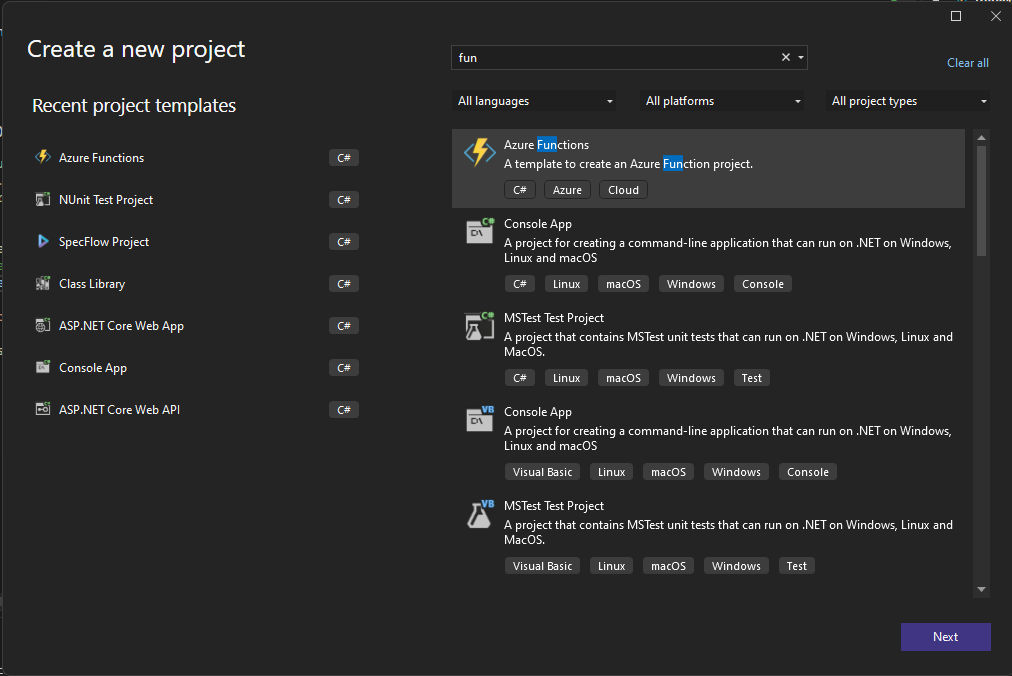 Create a new project
fun
Clear all
Recent project templates
Azure Functions C#
NUnit Test Project C#
SpecFlow Project C#
Class Library C#
ASP.NET Core Web App C#
Console App C#
ASP.NET Core Web API C#
All languages All platforms All project types
Azure Functions
A template to create an Azure Function project.
C# Azure Cloud
C#
Console App
A project for creating a command-line application that can run on .NET on Windows,
Linux and macOS
C# Linux macOS Windows Console
C#
MSTest Test Project
A project that contains MSTest unit tests that can run on .NET on Windows, Linux and
MacOS.
C# Linux macOS Windows Test
VB
Console App
A project for creating a command-line application that can run on .NET on Windows,
Linux and macOS
Visual Basic Linux macOS Windows Console
VB
MSTest Test Project
A project that contains MSTest unit tests that can run on .NET on Windows, Linux and
MacOS.
Visual Basic Linux macOS Windows Test
Next